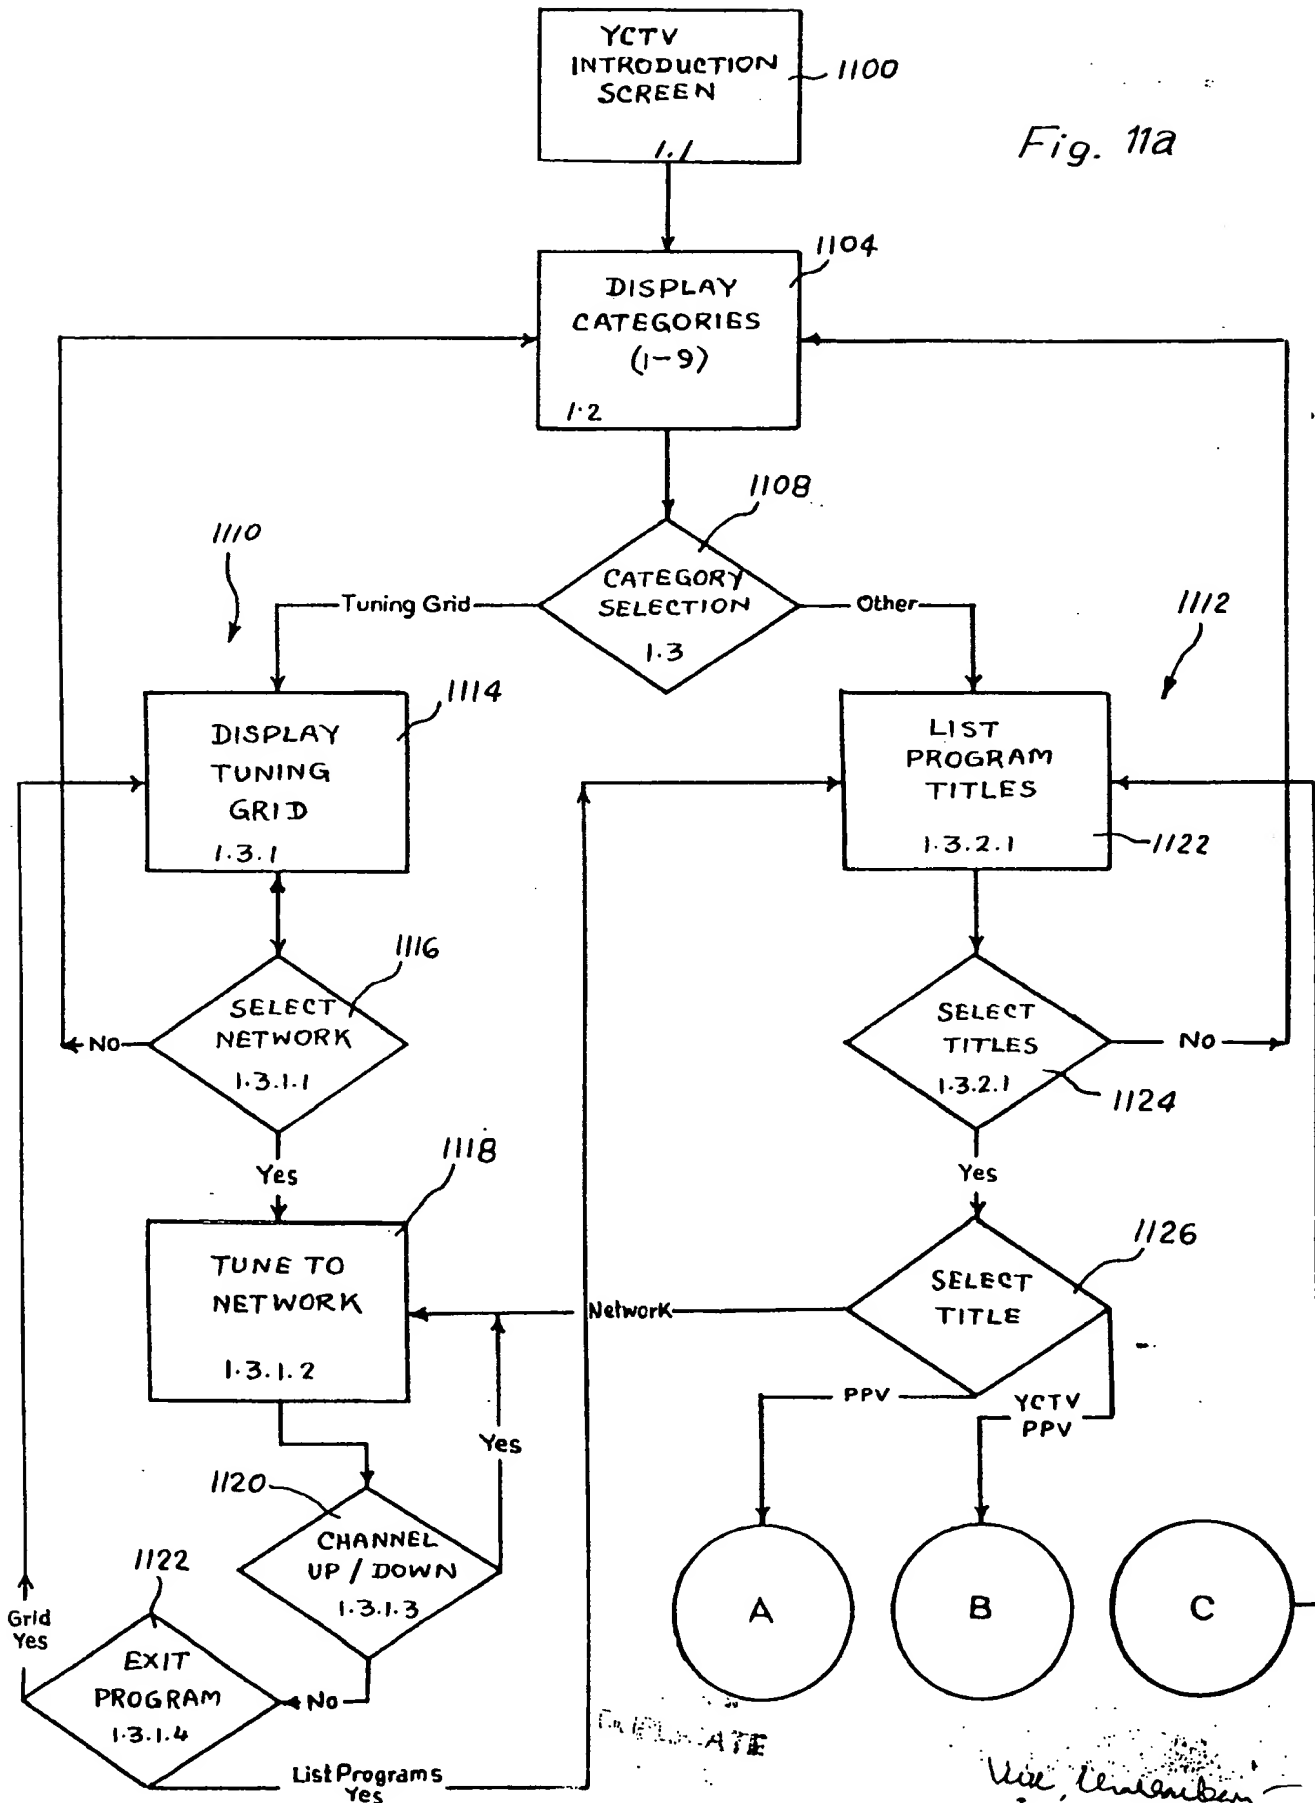 YCTV
INTRODUCTION
SCREEN
1.1
1100
Fig. 11a
1104
DISPLAY
CATEGORIES
(1-9)
1.2
1108
CATEGORY
SELECTION
1.3
Tuning Grid
Other
1110
1112
1114
DISPLAY
TUNING
GRID
1.3.1
LIST
PROGRAM
TITLES
1.3.2.1
1122
1116
SELECT
NETWORK
1.3.1.1
No
Yes
SELECT
TITLES
1.3.2.1
1124
No
Yes
1118
TUNE TO
NETWORK
1.3.1.2
1126
SELECT
TITLE
Network
PPV
YCTV
PPV
Yes
1120
CHANNEL
UP / DOWN
1.3.1.3
No
1122
EXIT
PROGRAM
1.3.1.4
Grid
Yes
List Programs
Yes
A
B
C